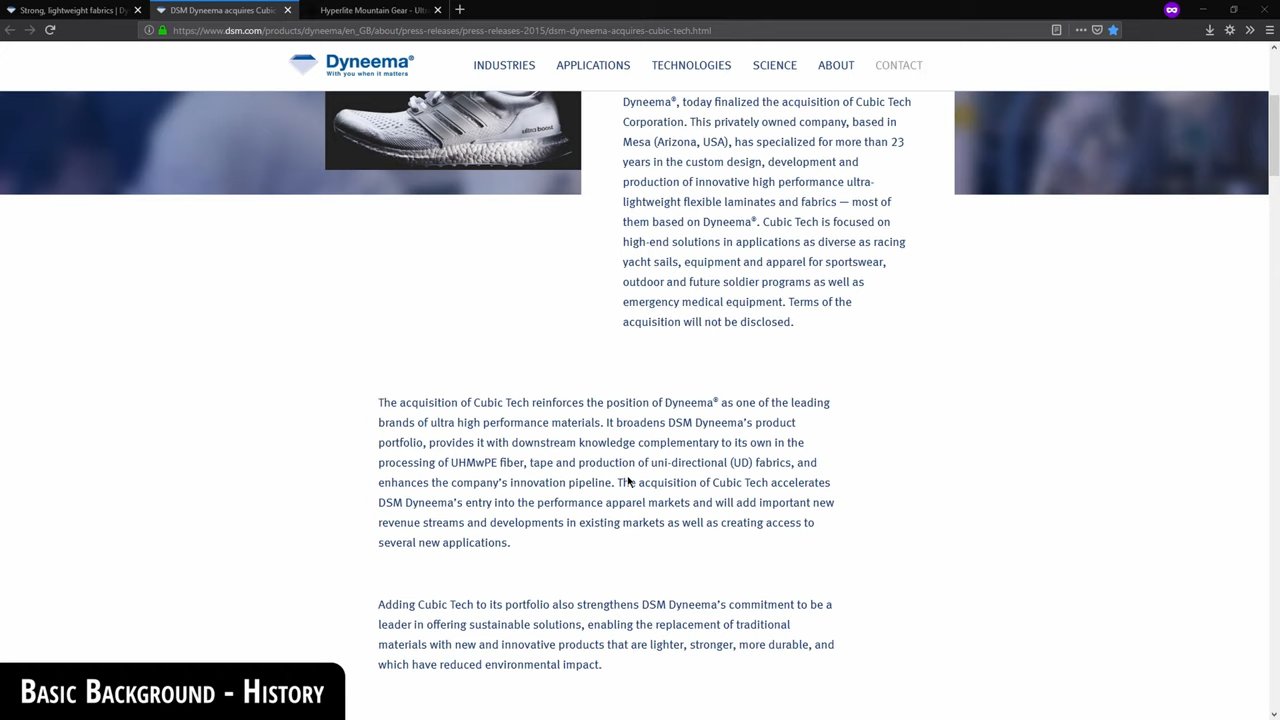 Strong, lightweight fabrics | Dy
DSM Dyneema acquires Cubic
Hyperlite Mountain Gear - Ult
https://www.dsm.com/products/dyneema/en_GB/about/press-releases/press-releases-2015/dsm-dyneema-acquires-cubic-tech.html
Dyneema®
With you when it matters
INDUSTRIES
APPLICATIONS
TECHNOLOGIES
SCIENCE
ABOUT
CONTACT
ultraboost
Dyneema®, today finalized the acquisition of Cubic Tech
Corporation. This privately owned company, based in
Mesa (Arizona, USA), has specialized for more than 23
years in the custom design, development and
production of innovative high performance ultra-
lightweight flexible laminates and fabrics — most of
them based on Dyneema®. Cubic Tech is focused on
high-end solutions in applications as diverse as racing
yacht sails, equipment and apparel for sportswear,
outdoor and future soldier programs as well as
emergency medical equipment. Terms of the
acquisition will not be disclosed.
The acquisition of Cubic Tech reinforces the position of Dyneema® as one of the leading
brands of ultra high performance materials. It broadens DSM Dyneema's product
portfolio, provides it with downstream knowledge complementary to its own in the
processing of UHMwPE fiber, tape and production of uni-directional (UD) fabrics, and
enhances the company's innovation pipeline. The acquisition of Cubic Tech accelerates
DSM Dyneema's entry into the performance apparel markets and will add important new
revenue streams and developments in existing markets as well as creating access to
several new applications.
Adding Cubic Tech to its portfolio also strengthens DSM Dyneema's commitment to be a
leader in offering sustainable solutions, enabling the replacement of traditional
materials with new and innovative products that are lighter, stronger, more durable, and
which have reduced environmental impact.
Basic Background - History